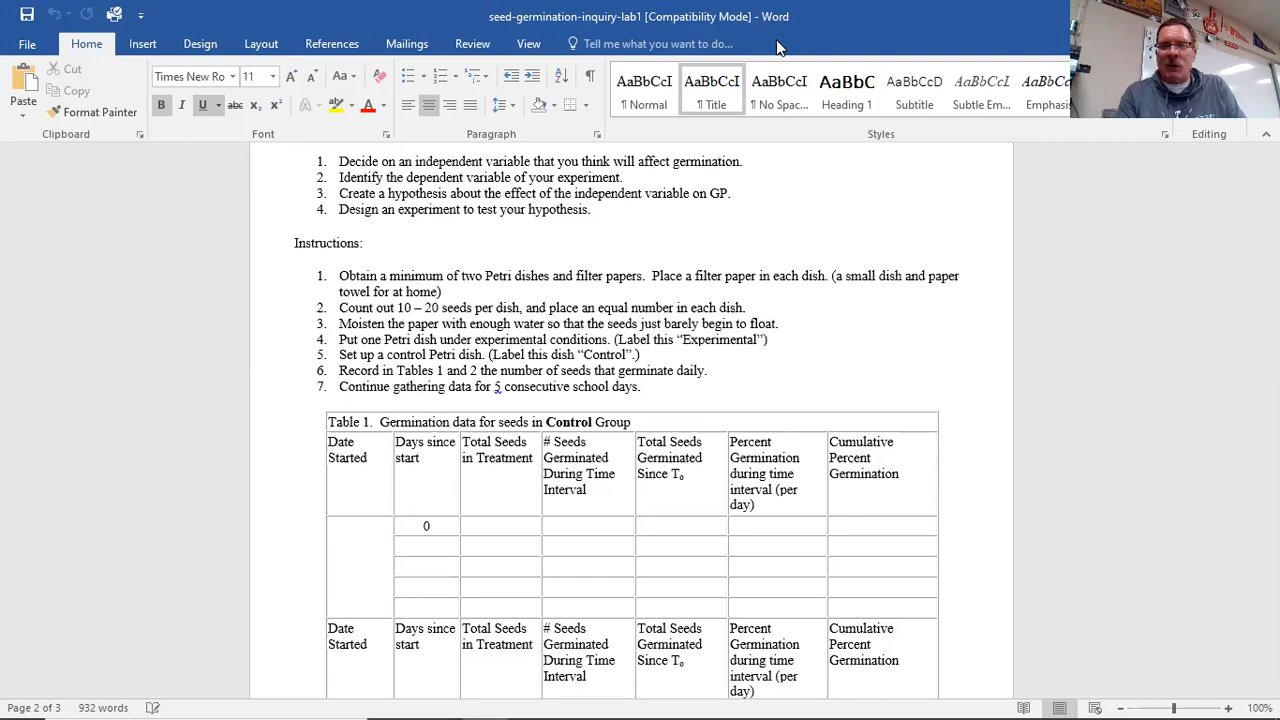 seed-germination-inquiry-lab1 [Compatibility Mode] - Word
File Home Insert Design Layout References Mailings Review View Tell me what you want to do...
Paste
Cut
Copy
Format Painter
Clipboard
Times New Ro 11
Aa
B I U abc X₂ X²
Font
Paragraph
AaBbCcI AaBbCcI AaBbCcI AaBbC AaBbCcD AaBbCcI AaBbCcI
¶ Normal ¶ Title ¶ No Spac... Heading 1 Subtitle Subtle Em... Emphasis
Styles
Editing
1. Decide on an independent variable that you think will affect germination.
2. Identify the dependent variable of your experiment.
3. Create a hypothesis about the effect of the independent variable on GP.
4. Design an experiment to test your hypothesis.
Instructions:
1. Obtain a minimum of two Petri dishes and filter papers. Place a filter paper in each dish. (a small dish and paper
towel for at home)
2. Count out 10 – 20 seeds per dish, and place an equal number in each dish.
3. Moisten the paper with enough water so that the seeds just barely begin to float.
4. Put one Petri dish under experimental conditions. (Label this “Experimental”)
5. Set up a control Petri dish. (Label this dish “Control”.)
6. Record in Tables 1 and 2 the number of seeds that germinate daily.
7. Continue gathering data for 5 consecutive school days.
Table 1. Germination data for seeds in Control Group
Date Days since Total Seeds # Seeds Total Seeds Percent Cumulative
Started start in Treatment Germinated Germinated Germination Percent
During Time Since T₀ during time Germination
Interval interval (per
day)
0
Date Days since Total Seeds # Seeds Total Seeds Percent Cumulative
Started start in Treatment Germinated Germinated Germination Percent
During Time Since T₀ during time Germination
Interval interval (per
day)
Page 2 of 3 932 words 100%